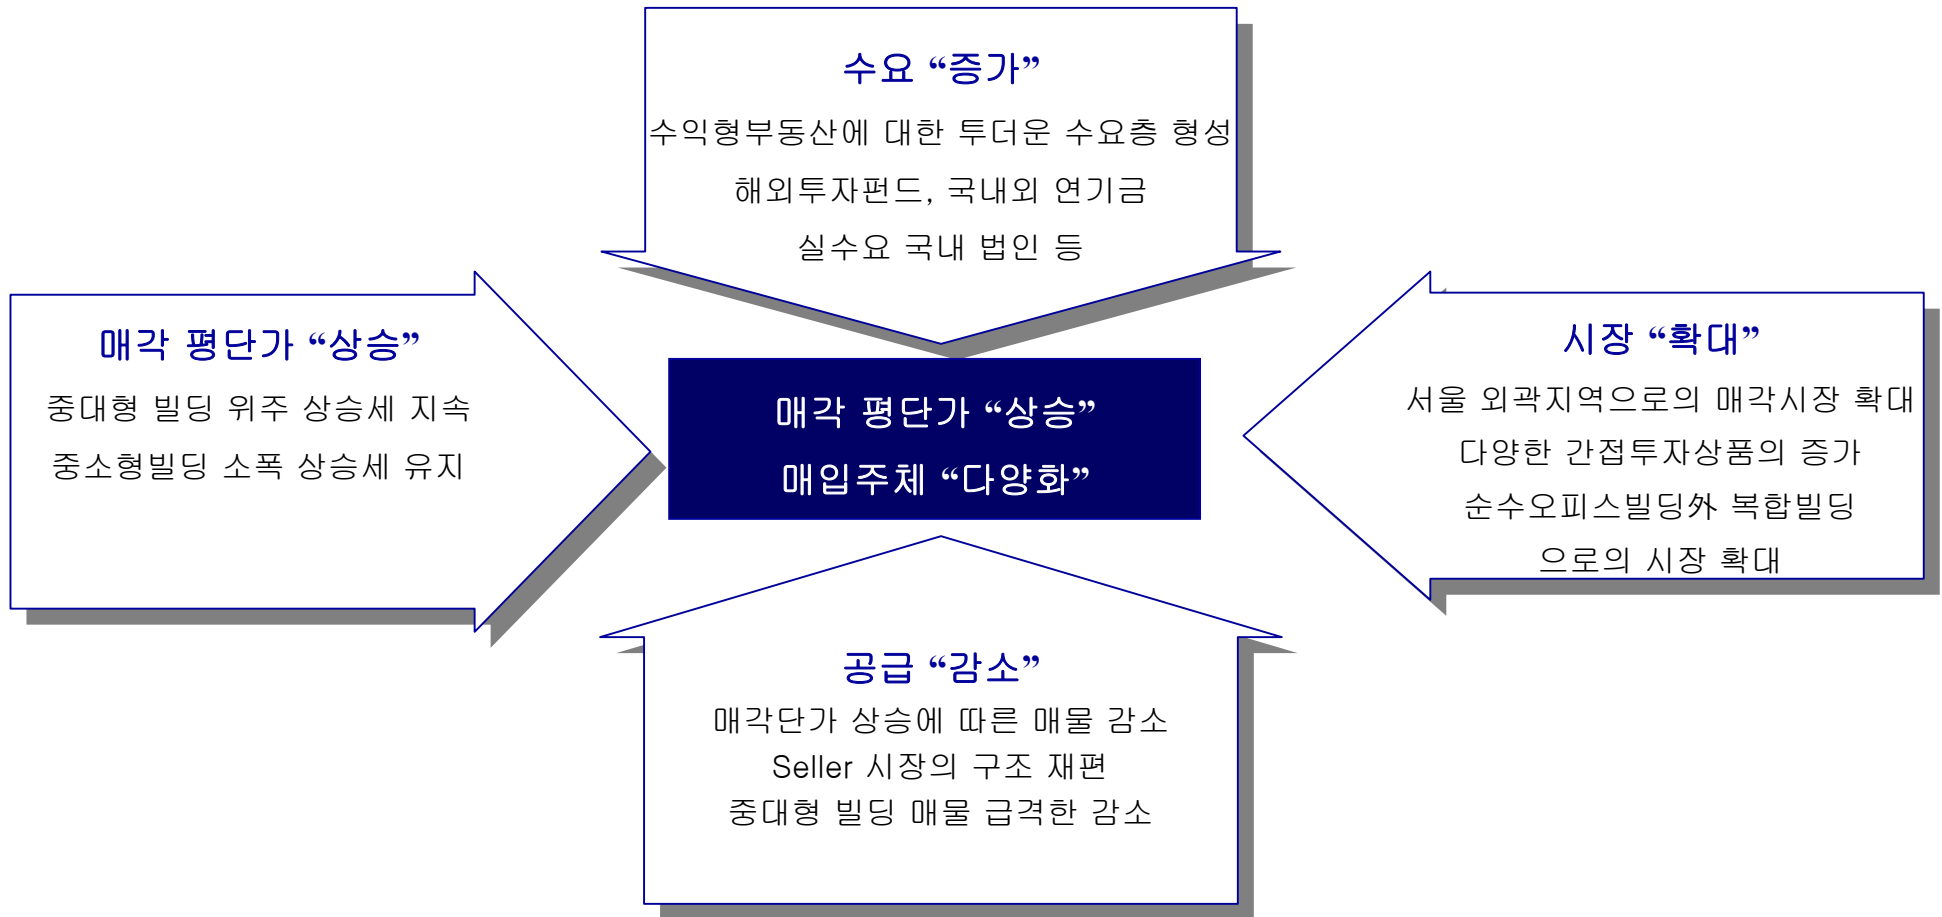 수요 “증가”
수익형부동산에 대한 투더운 수요층 형성
해외투자펀드, 국내외 연기금
실수요 국내 법인 등
매각 평단가 “상승”
중대형 빌딩 위주 상승세 지속
중소형빌딩 소폭 상승세 유지
매각 평단가 “상승”
매입주체 “다양화”
시장 “확대”
서울 외곽지역으로의 매각시장 확대
다양한 간접투자상품의 증가
순수오피스빌딩外 복합빌딩
으로의 시장 확대
공급 “감소”
매각단가 상승에 따른 매물 감소
Seller 시장의 구조 재편
중대형 빌딩 매물 급격한 감소